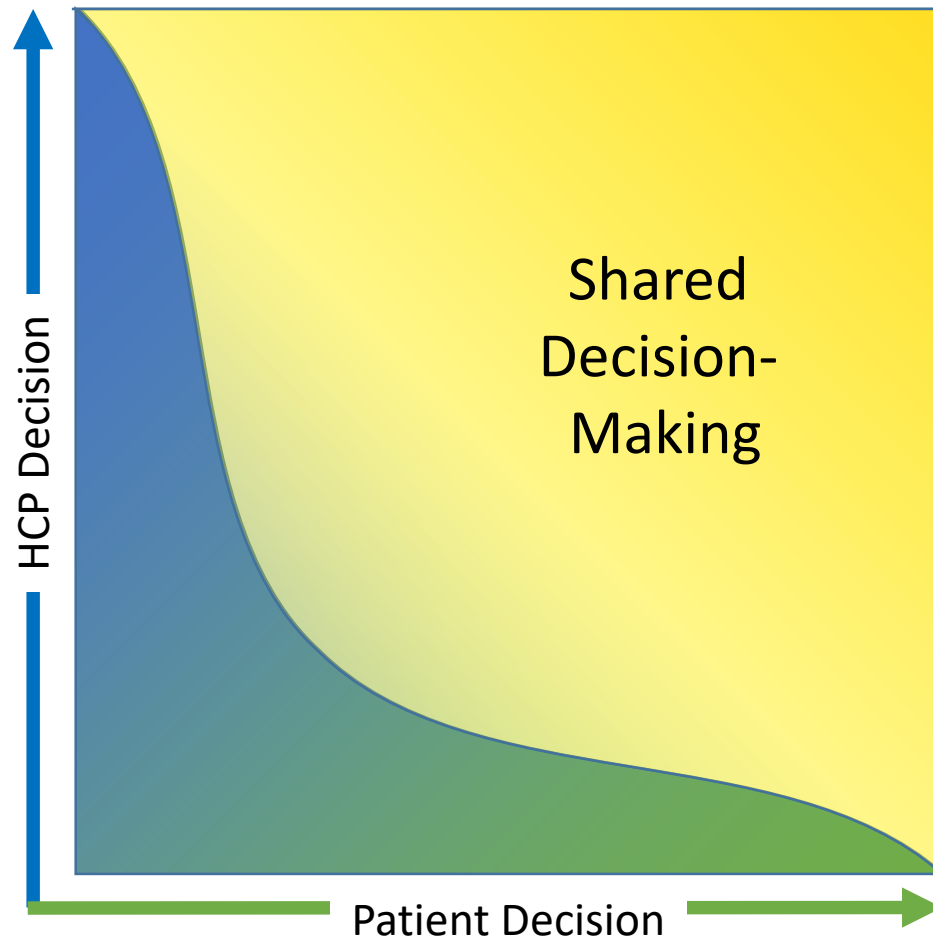 HCP Decision
Shared
Decision-
Making
Patient Decision